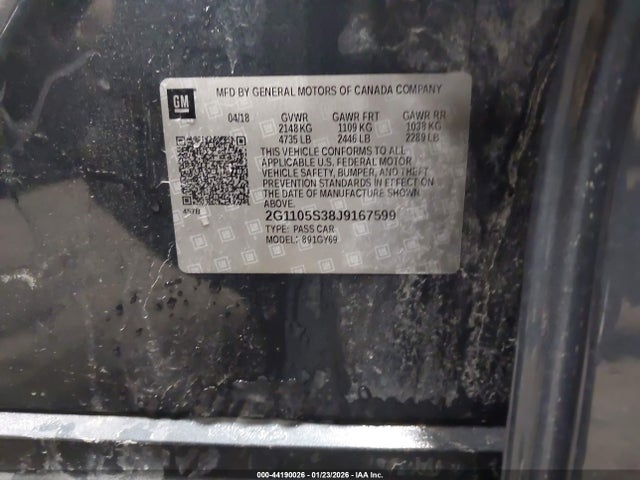 GM
MFD BY GENERAL MOTORS OF CANADA COMPANY
04/18 GVWR GAWR FRT GAWR RR
2148 KG 1109 KG 1038 KG
4735 LB 2446 LB 2289 LB
THIS VEHICLE CONFORMS TO ALL
APPLICABLE U.S. FEDERAL MOTOR
VEHICLE SAFETY, BUMPER, AND THEFT
PREVENTION STANDARDS IN EFFECT ON
THE DATE OF MANUFACTURE SHOWN
ABOVE.
2G1105S38J9167599
TYPE: PASS CAR
MODEL: 891GY69
000-44190026 - 01/23/2026 - IAA Inc.